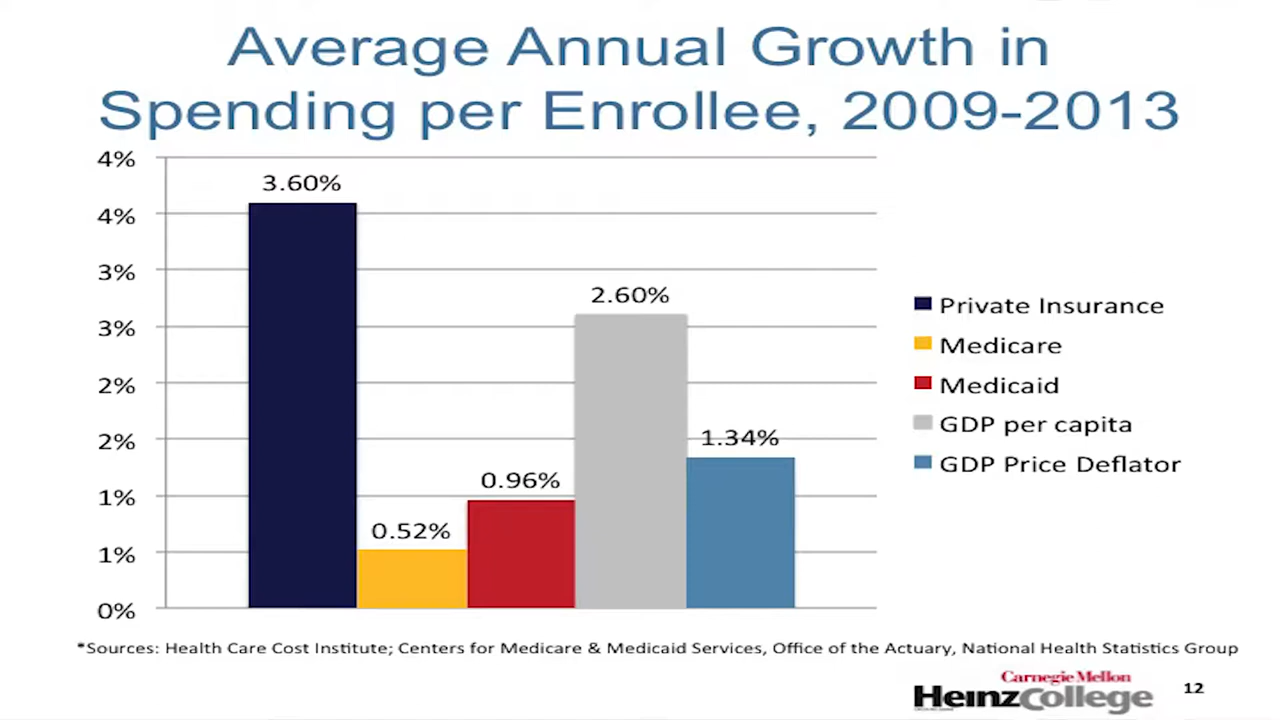 Average Annual Growth in
Spending per Enrollee, 2009-2013
4%
4%
3%
3%
2%
2%
1%
1%
0%
3.60%
0.52%
0.96%
2.60%
1.34%
Private Insurance
Medicare
Medicaid
GDP per capita
GDP Price Deflator
*Sources: Health Care Cost Institute; Centers for Medicare & Medicaid Services, Office of the Actuary, National Health Statistics Group
Carnegie Mellon
HeinzCollege
12